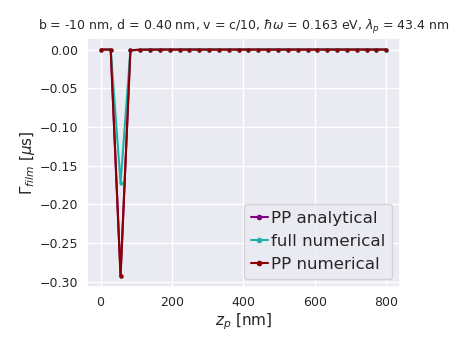 b = -10 nm, d = 0.40 nm, v = c/10, ℏω = 0.163 eV, λₚ = 43.4 nm
0.00
−0.05
−0.10
−0.15
−0.20
−0.25
−0.30
Γ_film [μs]
PP analytical
full numerical
PP numerical
0 200 400 600 800
z_p [nm]